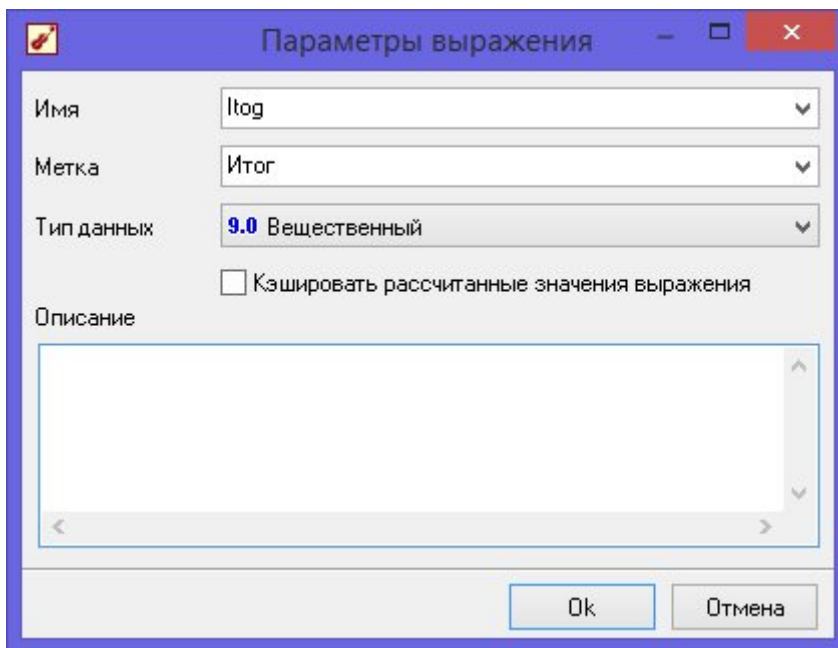 Параметры выражения
Имя
Itog
Метка
Итог
Тип данных
9.0 Вещественный
Кэшировать рассчитанные значения выражения
Описание
Ok
Отмена